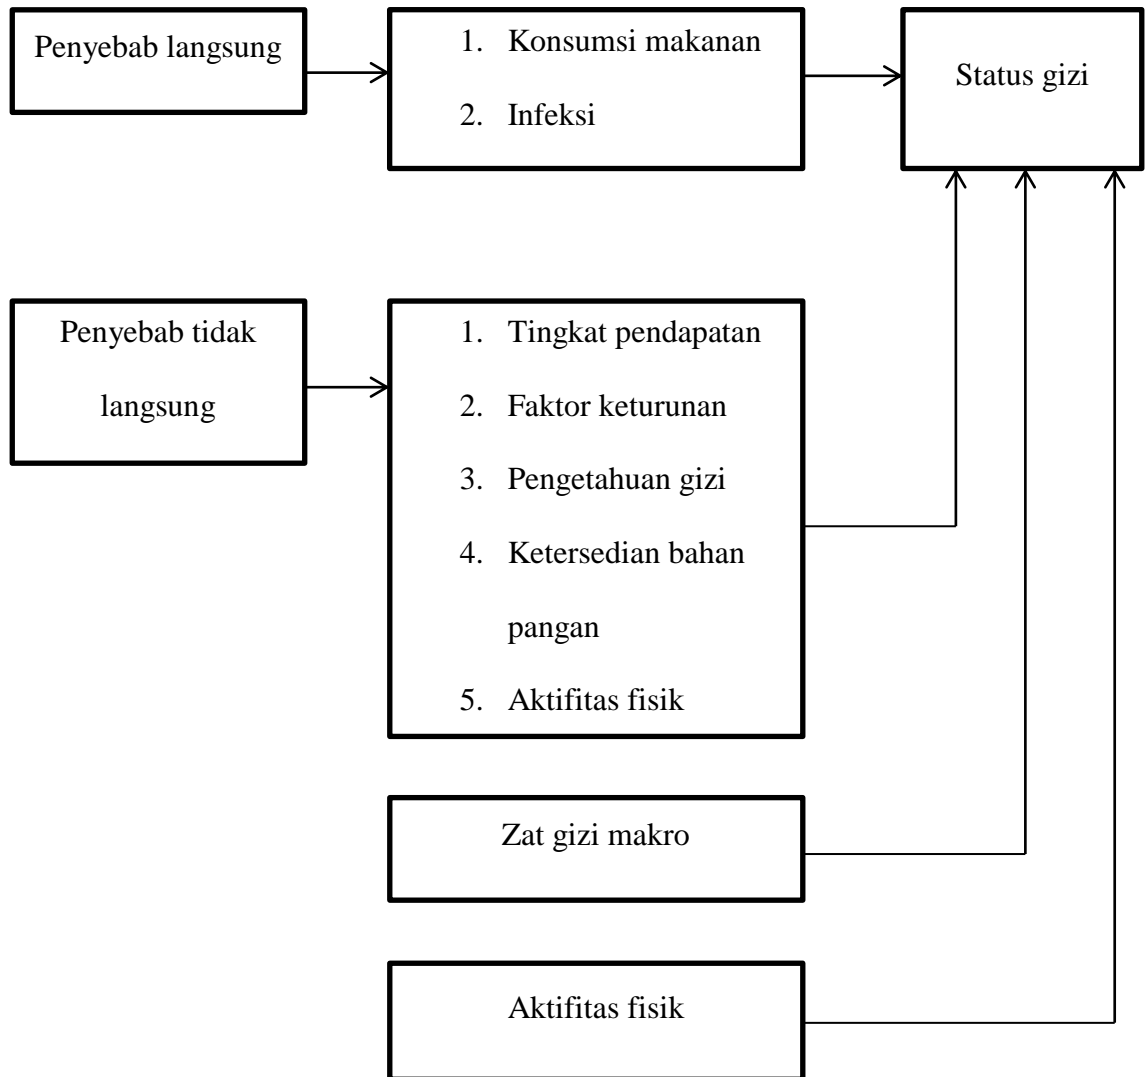 Penyebab langsung
1. Konsumsi makanan
2. Infeksi
Status gizi
Penyebab tidak
langsung
1. Tingkat pendapatan
2. Faktor keturunan
3. Pengetahuan gizi
4. Ketersedian bahan
pangan
5. Aktifitas fisik
Zat gizi makro
Aktifitas fisik